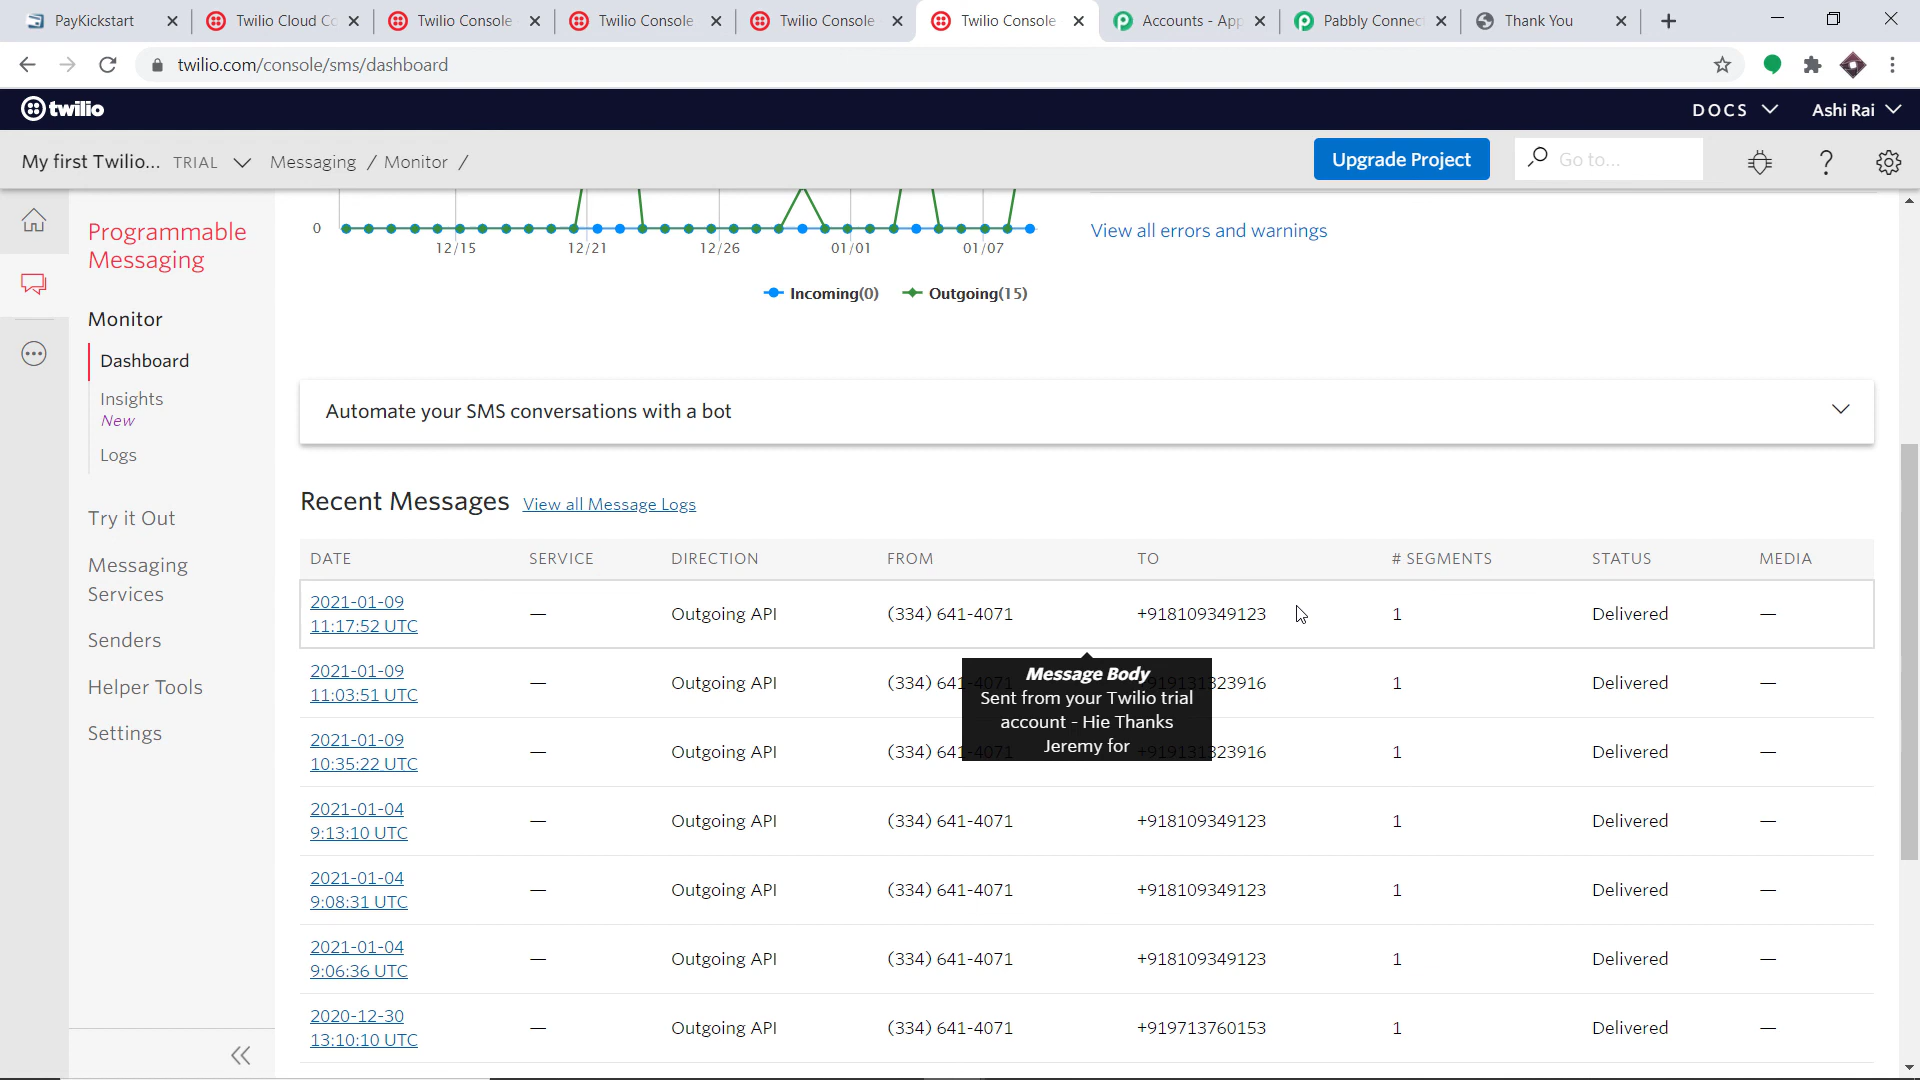 PayKickstart
Twilio Cloud Co
Twilio Console
Twilio Console
Twilio Console
Twilio Console
Accounts - App
Pabbly Connec
Thank You
twilio.com/console/sms/dashboard
twilio
DOCS
Ashi Rai
My first Twilio... TRIAL
Messaging / Monitor /
Upgrade Project
Go to...
Programmable
Messaging
Monitor
Dashboard
Insights
New
Logs
Try it Out
Messaging
Services
Senders
Helper Tools
Settings
0
12/15 12/21 12/26 01/01 01/07
Incoming(0) Outgoing(15)
View all errors and warnings
Automate your SMS conversations with a bot
Recent Messages View all Message Logs
DATE SERVICE DIRECTION FROM TO # SEGMENTS STATUS MEDIA
2021-01-09
11:17:52 UTC — Outgoing API (334) 641-4071 +918109349123 1 Delivered —
Message Body
Sent from your Twilio trial
account - Hie Thanks
Jeremy for
2021-01-09
11:03:51 UTC — Outgoing API (334) 641-4071 +919131323916 1 Delivered —
2021-01-09
10:35:22 UTC — Outgoing API (334) 641-4071 +919131323916 1 Delivered —
2021-01-04
9:13:10 UTC — Outgoing API (334) 641-4071 +918109349123 1 Delivered —
2021-01-04
9:08:31 UTC — Outgoing API (334) 641-4071 +918109349123 1 Delivered —
2021-01-04
9:06:36 UTC — Outgoing API (334) 641-4071 +918109349123 1 Delivered —
2020-12-30
13:10:10 UTC — Outgoing API (334) 641-4071 +919713760153 1 Delivered —